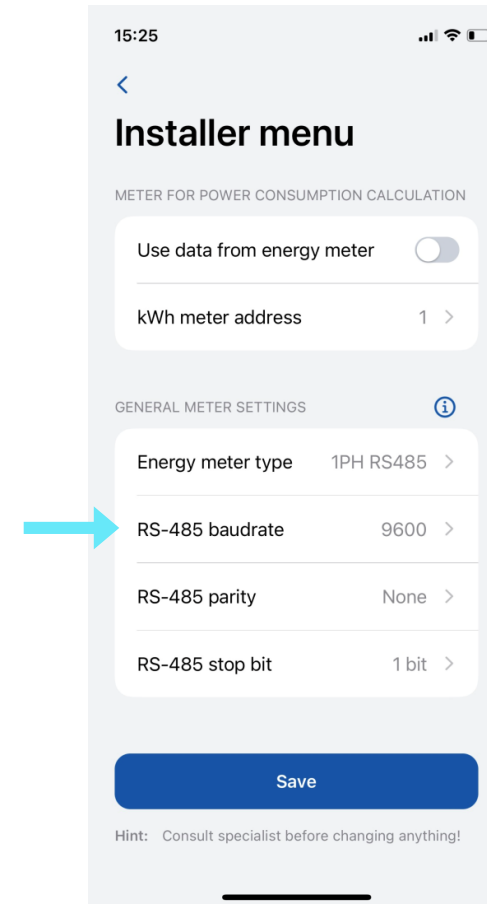 15:25
Installer menu
METER FOR POWER CONSUMPTION CALCULATION
Use data from energy meter
kWh meter address 1
GENERAL METER SETTINGS
Energy meter type 1PH RS485
RS-485 baudrate 9600
RS-485 parity None
RS-485 stop bit 1 bit
Save
Hint: Consult specialist before changing anything!